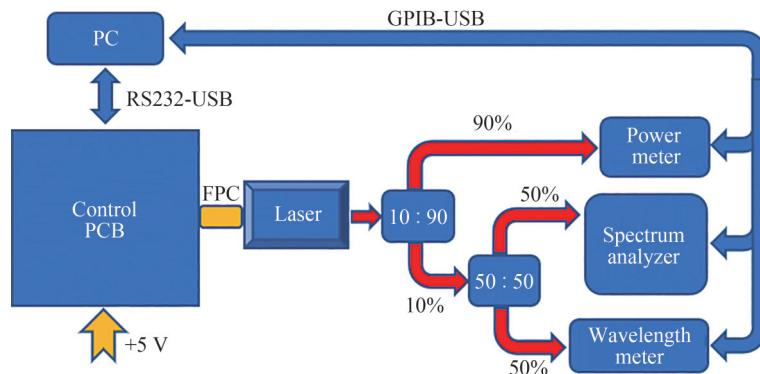 GPIB-USB
PC
RS232-USB
90%
Power
meter
FPC
Control
PCB
Laser
10 : 90
50%
Spectrum
analyzer
10%
50 : 50
+5 V
Wavelength
meter
50%